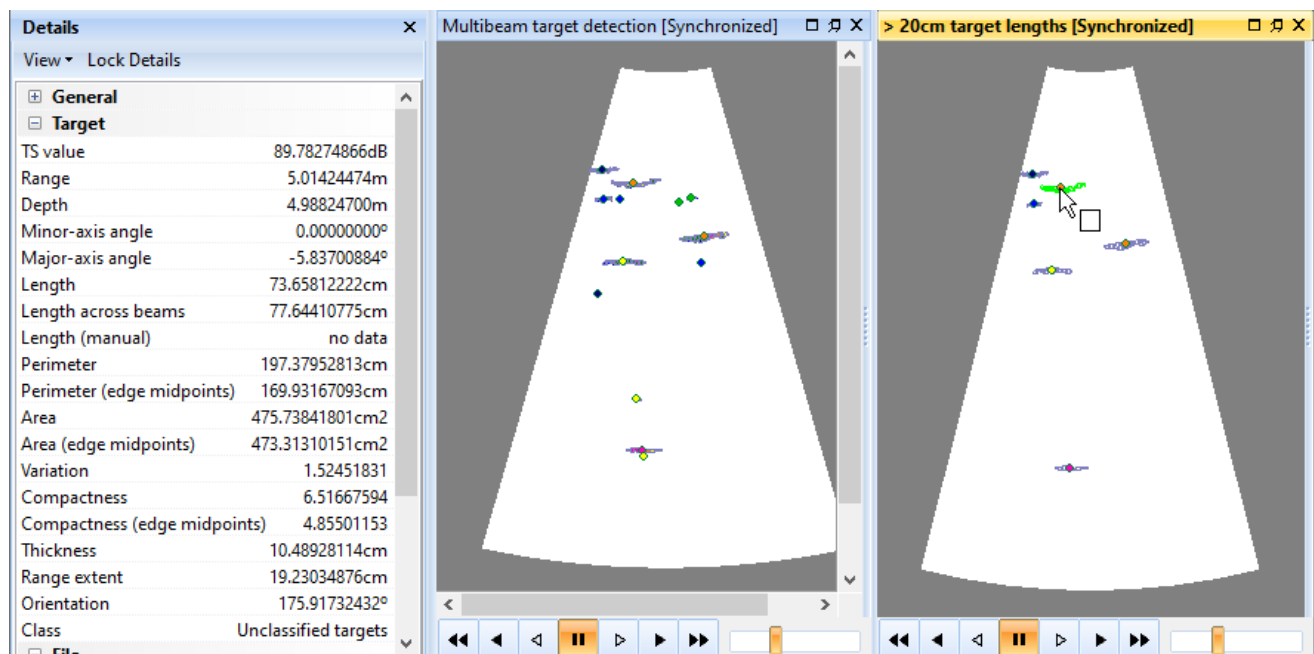 Details
View Lock Details
General
Target
TS value 89.78274866dB
Range 5.01424474m
Depth 4.98824700m
Minor-axis angle 0.00000000º
Major-axis angle -5.83700884º
Length 73.65812222cm
Length across beams 77.64410775cm
Length (manual) no data
Perimeter 197.37952813cm
Perimeter (edge midpoints) 169.93167093cm
Area 475.73841801cm2
Area (edge midpoints) 473.31310151cm2
Variation 1.52451831
Compactness 6.51667594
Compactness (edge midpoints) 4.85501153
Thickness 10.48928114cm
Range extent 19.23034876cm
Orientation 175.91732432º
Class Unclassified targets
File
Multibeam target detection [Synchronized]
> 20cm target lengths [Synchronized]